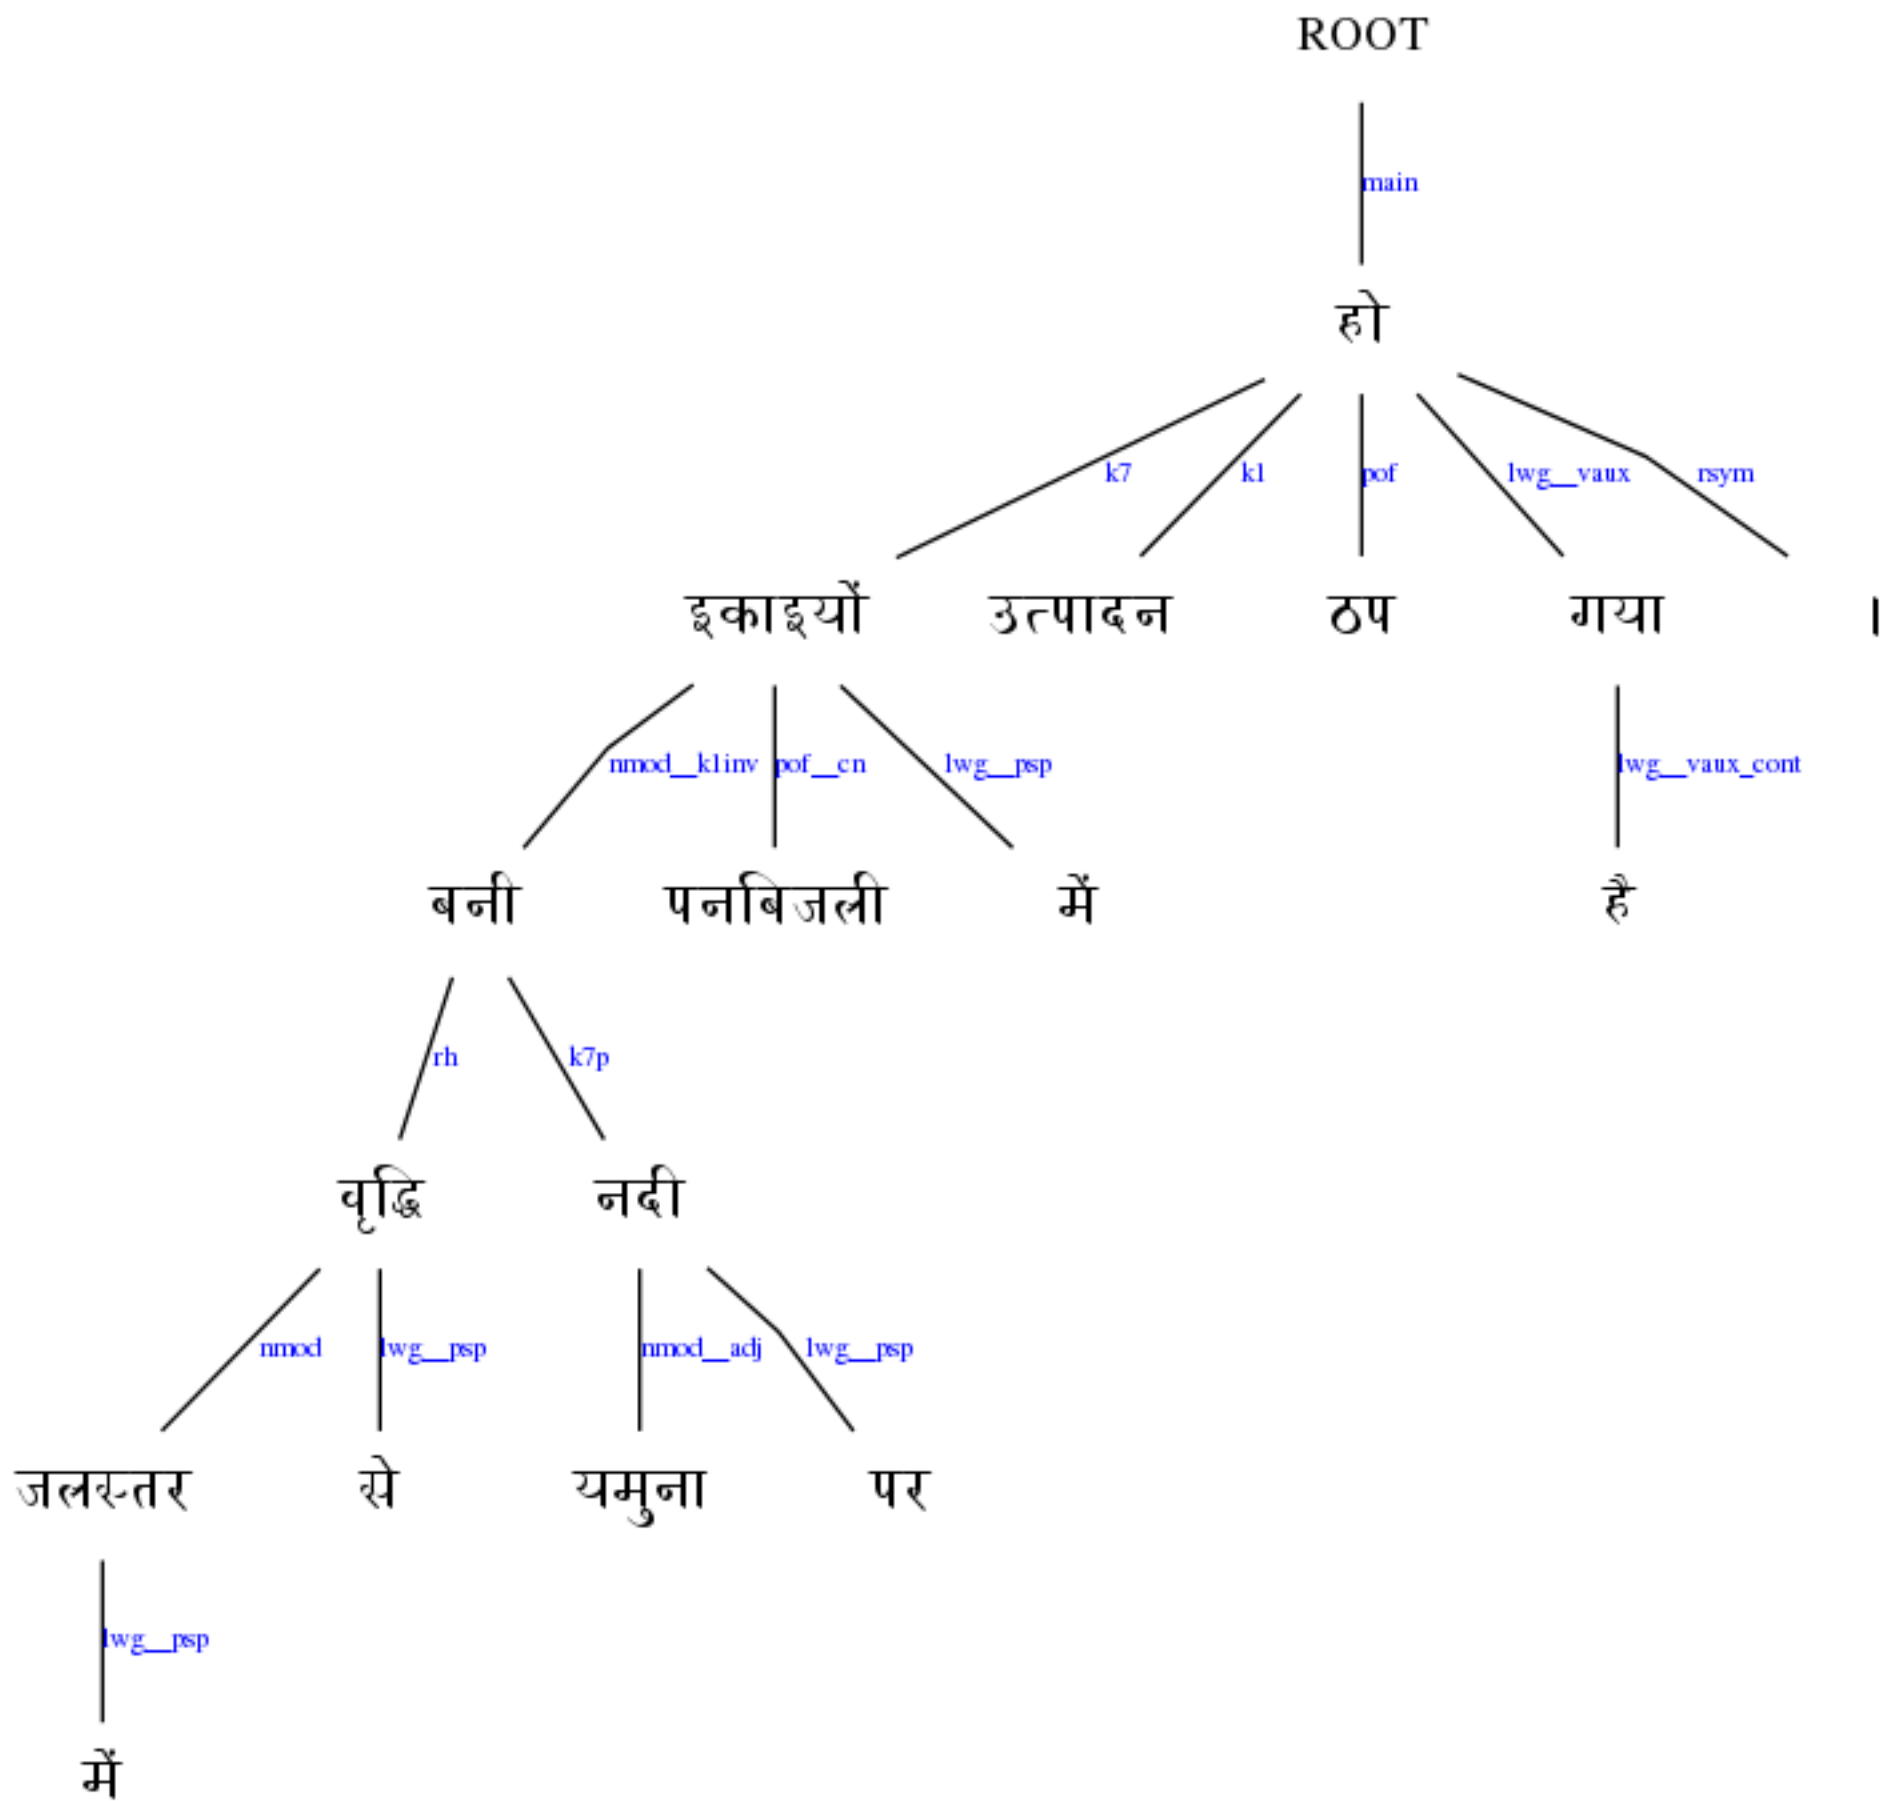 ROOT
main
हो
k7 k1 pof lwg__vaux rsym
इकाइयों उत्पादन ठप गया ।
nmod__k1inv pof__cn lwg__psp lwg__vaux_cont
बनी पनबिजली में है
rh k7p
वृद्धि नदी
nmod lwg__psp nmod__adj lwg__psp
जलस्तर से यमुना पर
lwg__psp
में